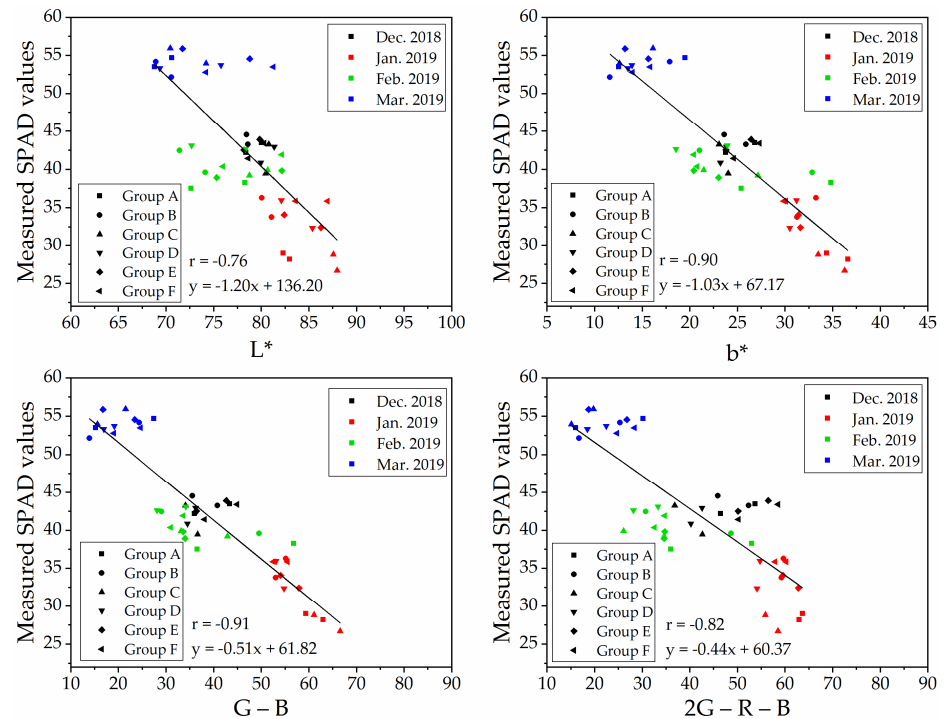 60
55
50
45
40
35
30
25
Measured SPAD values
Dec. 2018
Jan. 2019
Feb. 2019
Mar. 2019
Group A
Group B
Group C
Group D
Group E
Group F
r = -0.76
y = -1.20x + 136.20
60 65 70 75 80 85 90 95 100
L*
60
55
50
45
40
35
30
25
Measured SPAD values
Dec. 2018
Jan. 2019
Feb. 2019
Mar. 2019
Group A
Group B
Group C
Group D
Group E
Group F
r = -0.90
y = -1.03x + 67.17
5 10 15 20 25 30 35 40 45
b*
60
55
50
45
40
35
30
25
Measured SPAD values
Dec. 2018
Jan. 2019
Feb. 2019
Mar. 2019
Group A
Group B
Group C
Group D
Group E
Group F
r = -0.91
y = -0.51x + 61.82
10 20 30 40 50 60 70 80 90
G – B
60
55
50
45
40
35
30
25
Measured SPAD values
Dec. 2018
Jan. 2019
Feb. 2019
Mar. 2019
Group A
Group B
Group C
Group D
Group E
Group F
r = -0.82
y = -0.44x + 60.37
10 20 30 40 50 60 70 80 90
2G – R – B